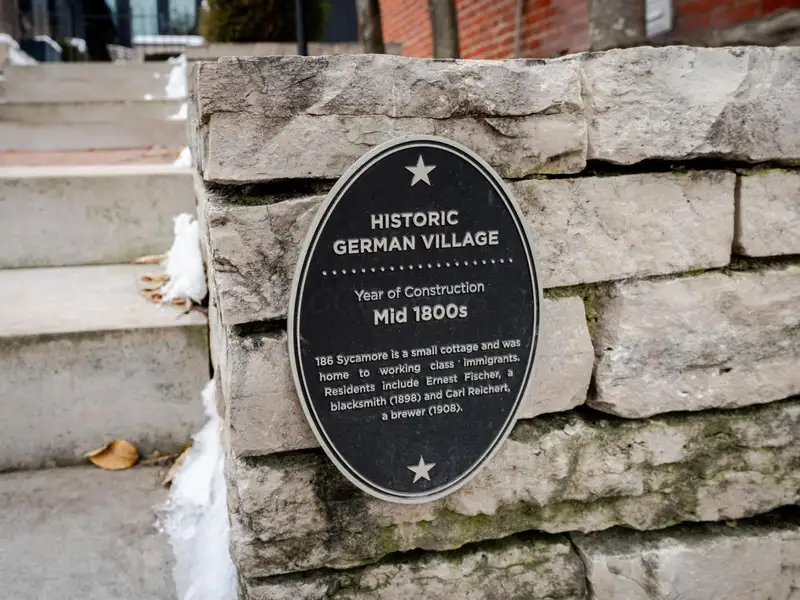 HISTORIC
GERMAN VILLAGE
Year of Construction
Mid 1800s
186 Sycamore is a small cottage and was
home to working class immigrants.
Residents include Ernest Fischer, a
blacksmith (1898) and Carl Reichert,
a brewer (1908).